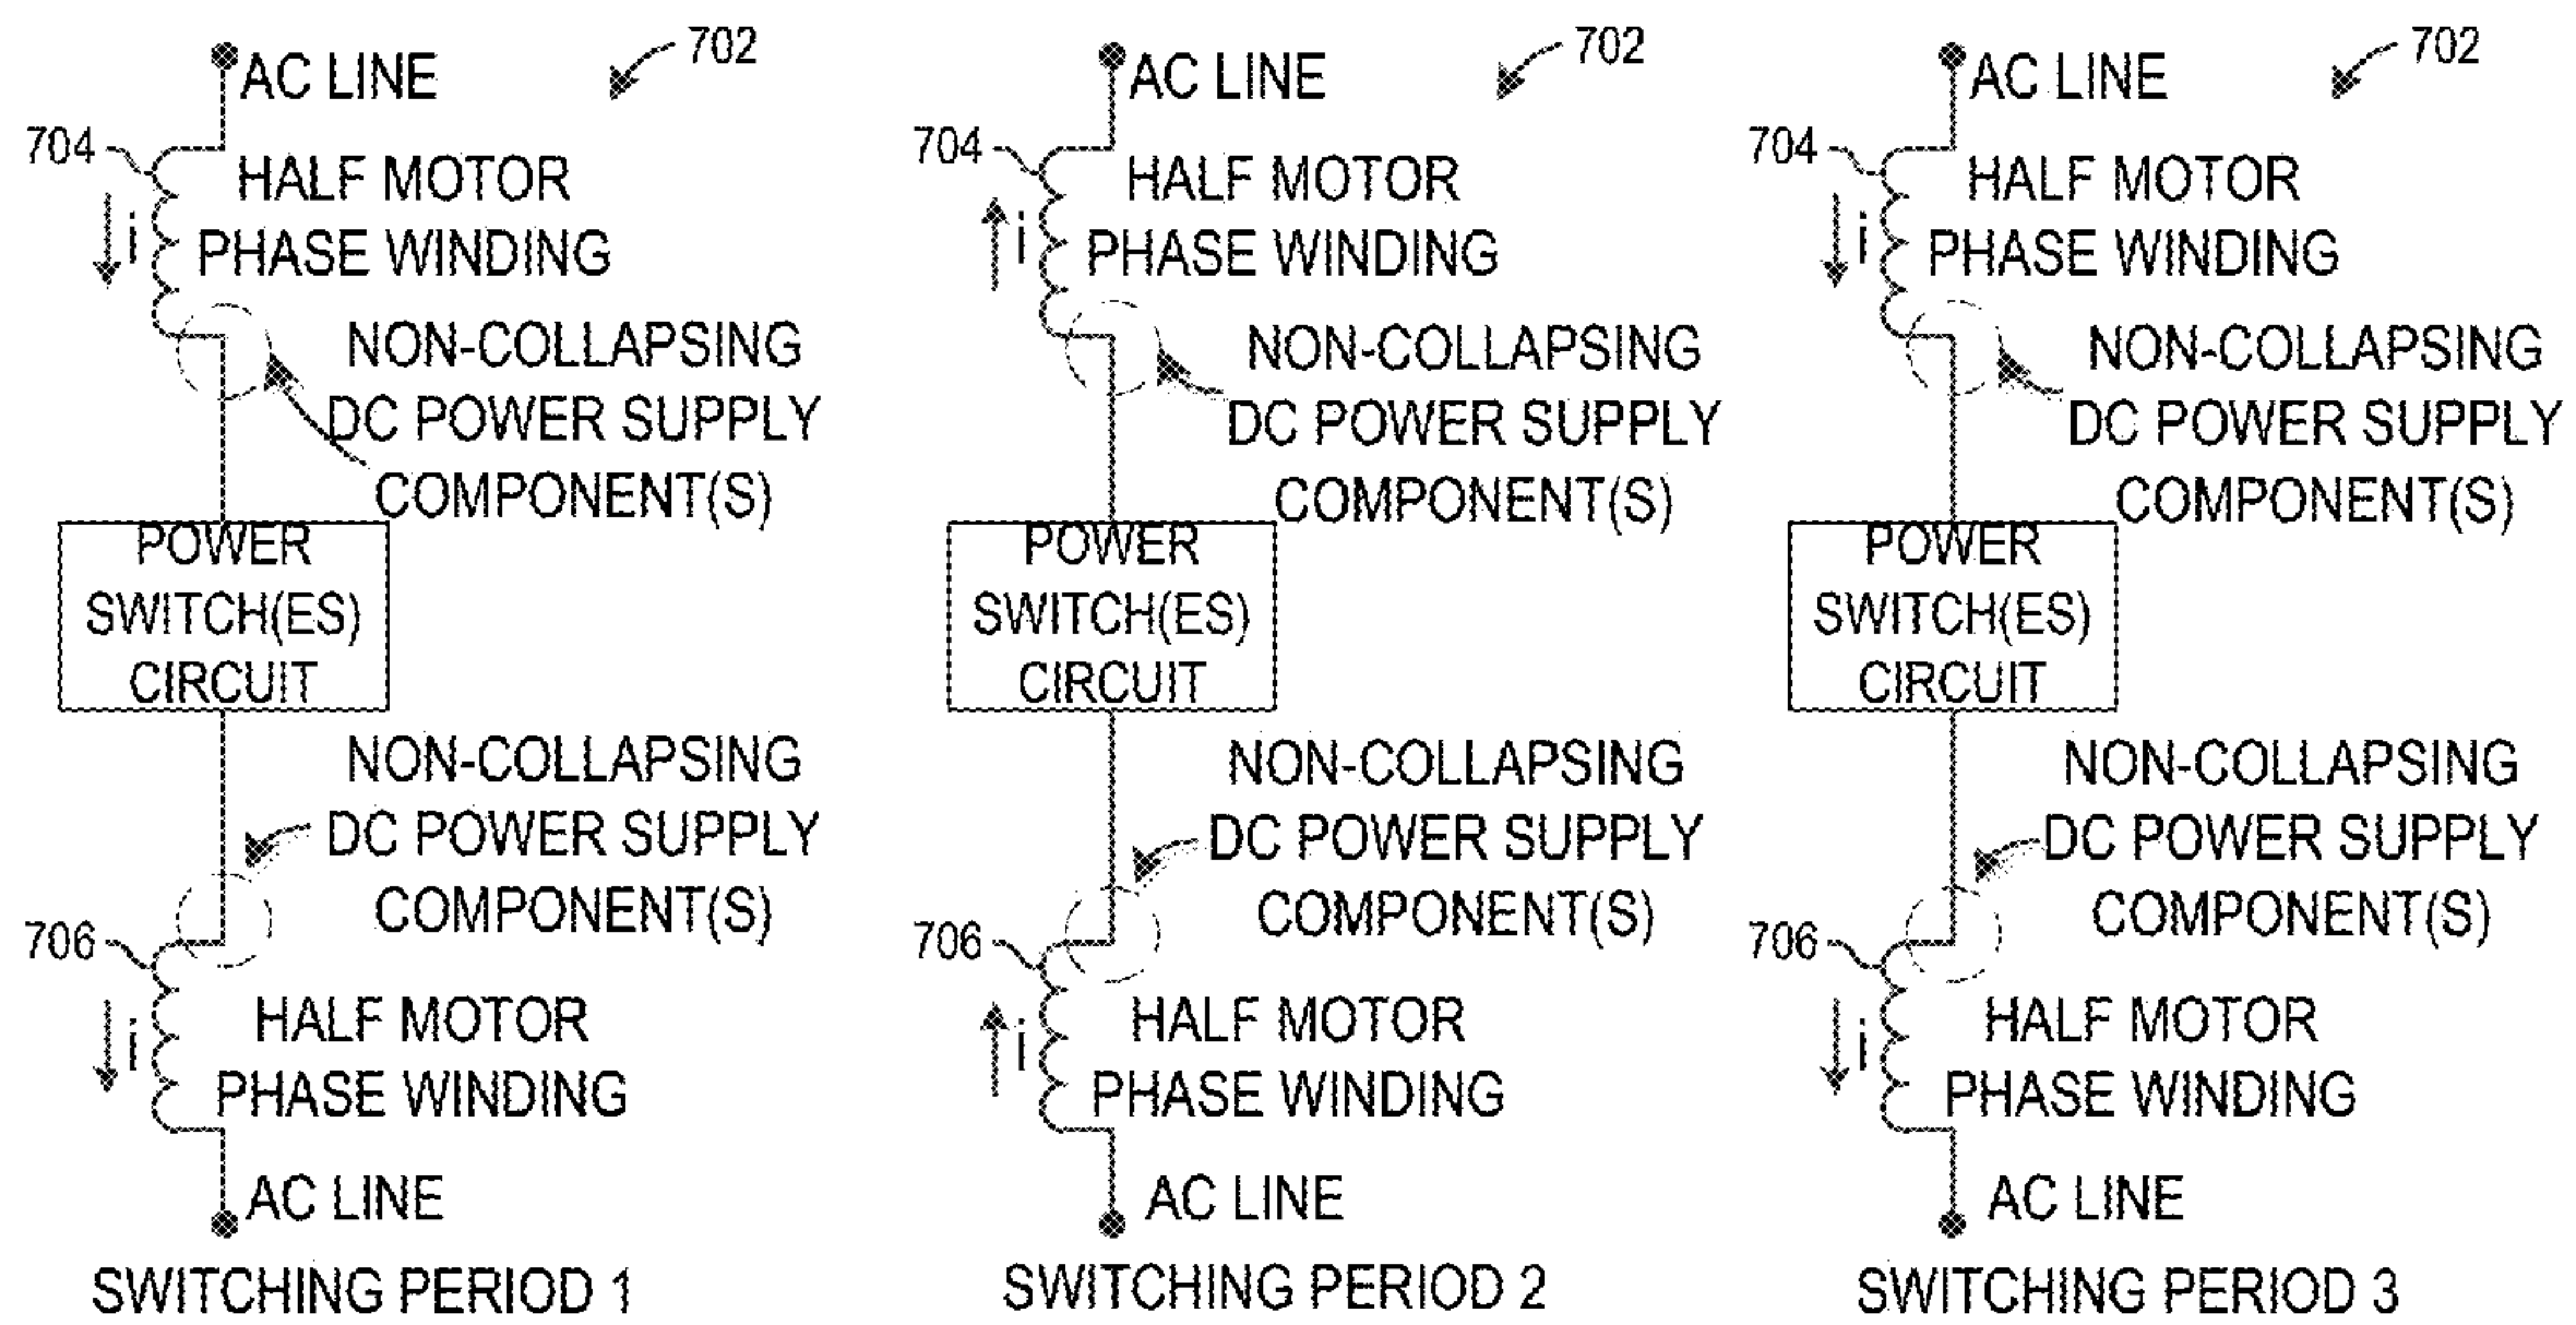 AC LINE
702
704
HALF MOTOR
i
PHASE WINDING
NON-COLLAPSING
DC POWER SUPPLY
COMPONENT(S)
POWER
SWITCH(ES)
CIRCUIT
NON-COLLAPSING
DC POWER SUPPLY
COMPONENT(S)
706
HALF MOTOR
i
PHASE WINDING
AC LINE
SWITCHING PERIOD 1
AC LINE
702
704
HALF MOTOR
i
PHASE WINDING
NON-COLLAPSING
DC POWER SUPPLY
COMPONENT(S)
POWER
SWITCH(ES)
CIRCUIT
NON-COLLAPSING
DC POWER SUPPLY
COMPONENT(S)
706
HALF MOTOR
i
PHASE WINDING
AC LINE
SWITCHING PERIOD 2
AC LINE
702
704
HALF MOTOR
i
PHASE WINDING
NON-COLLAPSING
DC POWER SUPPLY
COMPONENT(S)
POWER
SWITCH(ES)
CIRCUIT
NON-COLLAPSING
DC POWER SUPPLY
COMPONENT(S)
706
HALF MOTOR
i
PHASE WINDING
AC LINE
SWITCHING PERIOD 3